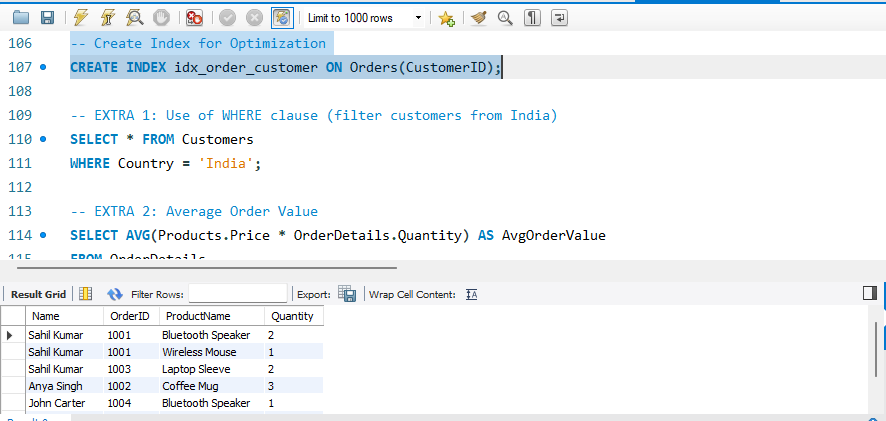 Limit to 1000 rows
106 -- Create Index for Optimization
107 CREATE INDEX idx_order_customer ON Orders(CustomerID);
108
109 -- EXTRA 1: Use of WHERE clause (filter customers from India)
110 SELECT * FROM Customers
111 WHERE Country = 'India';
112
113 -- EXTRA 2: Average Order Value
114 SELECT AVG(Products.Price * OrderDetails.Quantity) AS AvgOrderValue
115 FROM OrderDetails
Result Grid Filter Rows: Export: Wrap Cell Content:
Name OrderID ProductName Quantity
Sahil Kumar 1001 Bluetooth Speaker 2
Sahil Kumar 1001 Wireless Mouse 1
Sahil Kumar 1003 Laptop Sleeve 2
Anya Singh 1002 Coffee Mug 3
John Carter 1004 Bluetooth Speaker 1